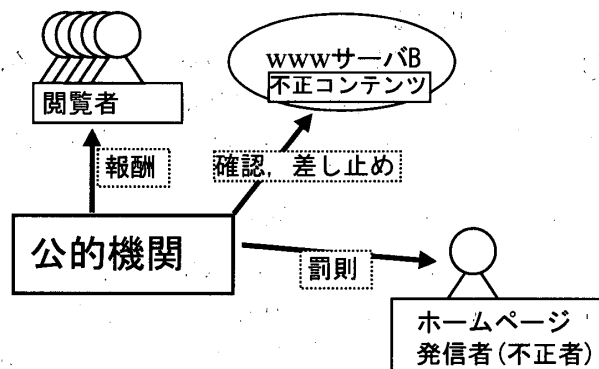 wwwサーバB
不正コンテンツ
閲覧者
報酬
確認，差し止め
公的機関
罰則
ホームページ
発信者(不正者)